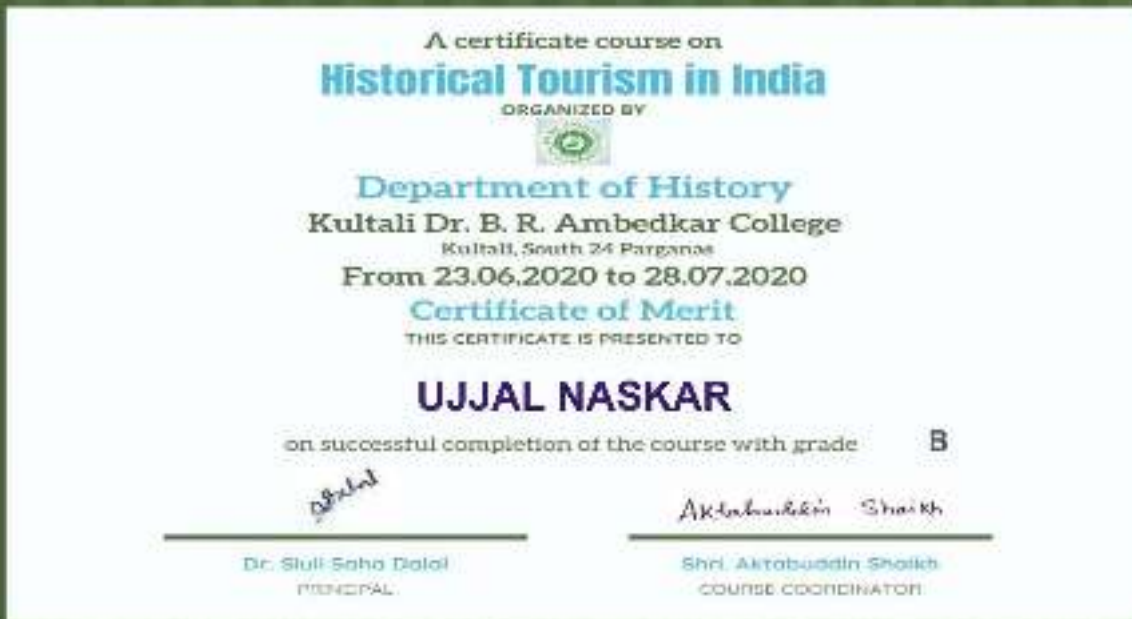 A certificate course on
Historical Tourism in India
ORGANIZED BY
Department of History
Kultali Dr. B. R. Ambedkar College
Kultali, South 24 Parganas
From 23.06.2020 to 28.07.2020
Certificate of Merit
THIS CERTIFICATE IS PRESENTED TO
UJJAL NASKAR
on successful completion of the course with grade B
Aktabuddin Shaikh
Dr. Siuli Saha Dalal Shri. Aktabuddin Shaikh
PRINCIPAL COURSE COORDINATOR